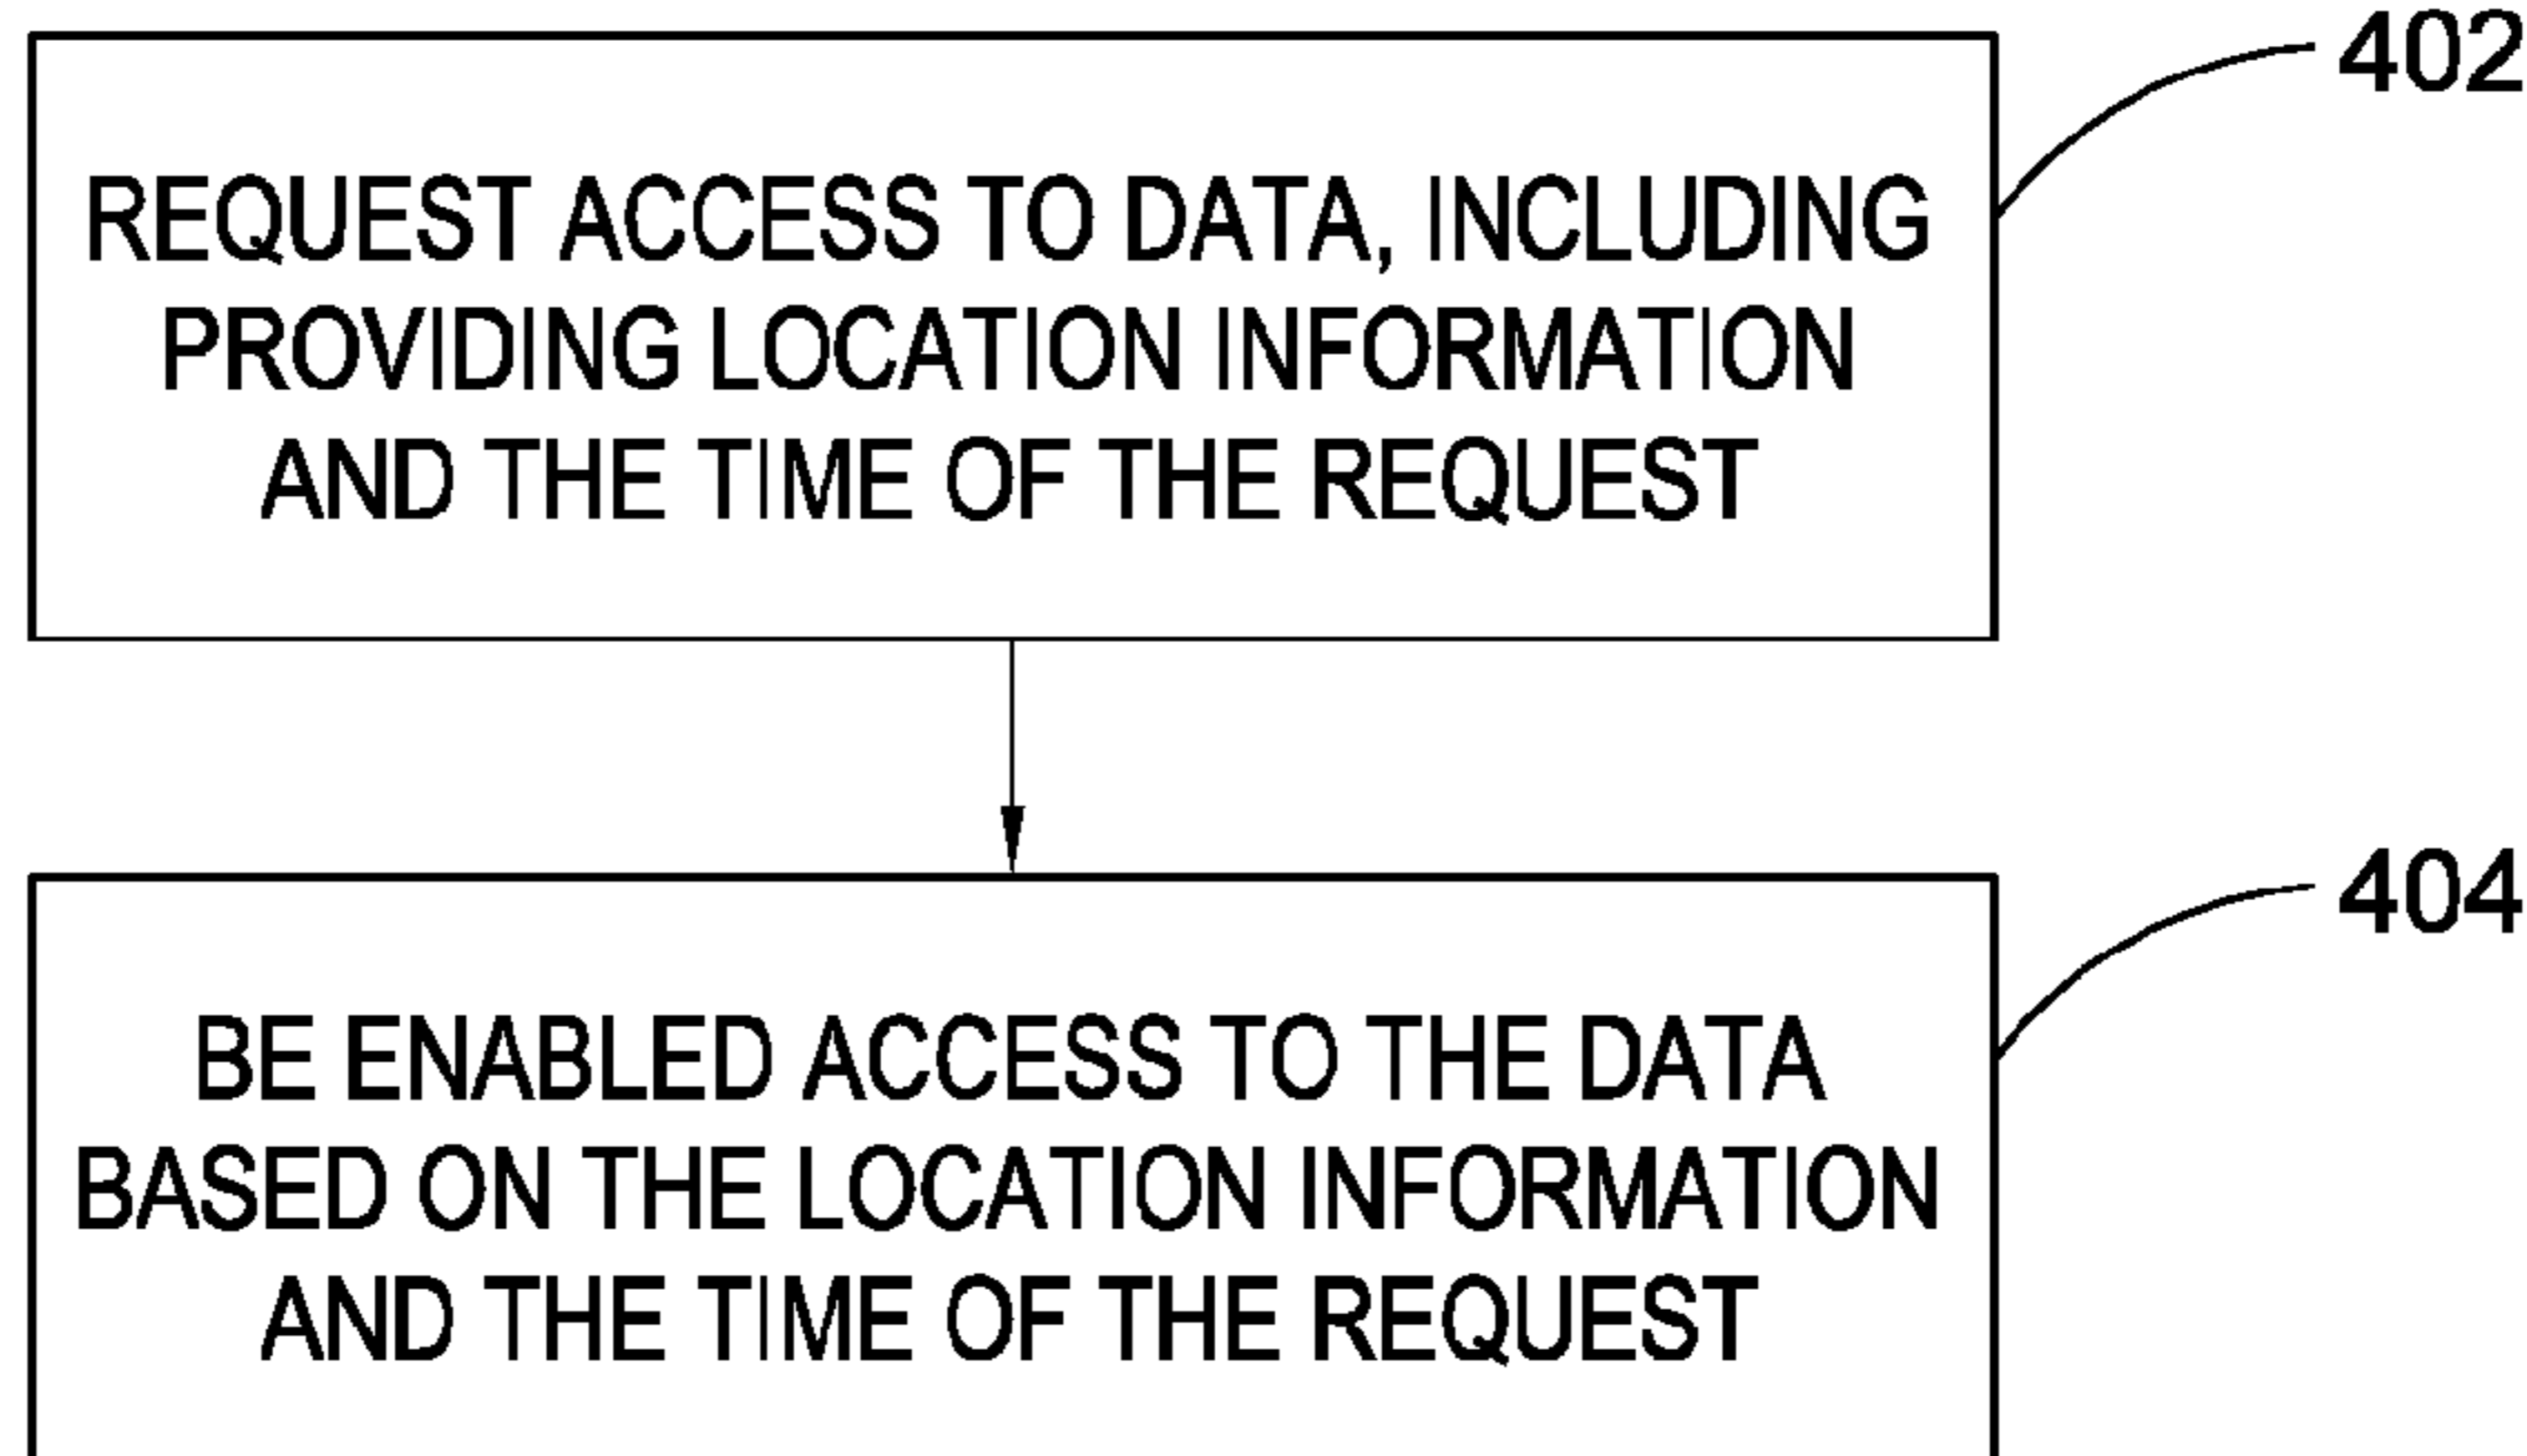 402
REQUEST ACCESS TO DATA, INCLUDING
PROVIDING LOCATION INFORMATION
AND THE TIME OF THE REQUEST
404
BE ENABLED ACCESS TO THE DATA
BASED ON THE LOCATION INFORMATION
AND THE TIME OF THE REQUEST